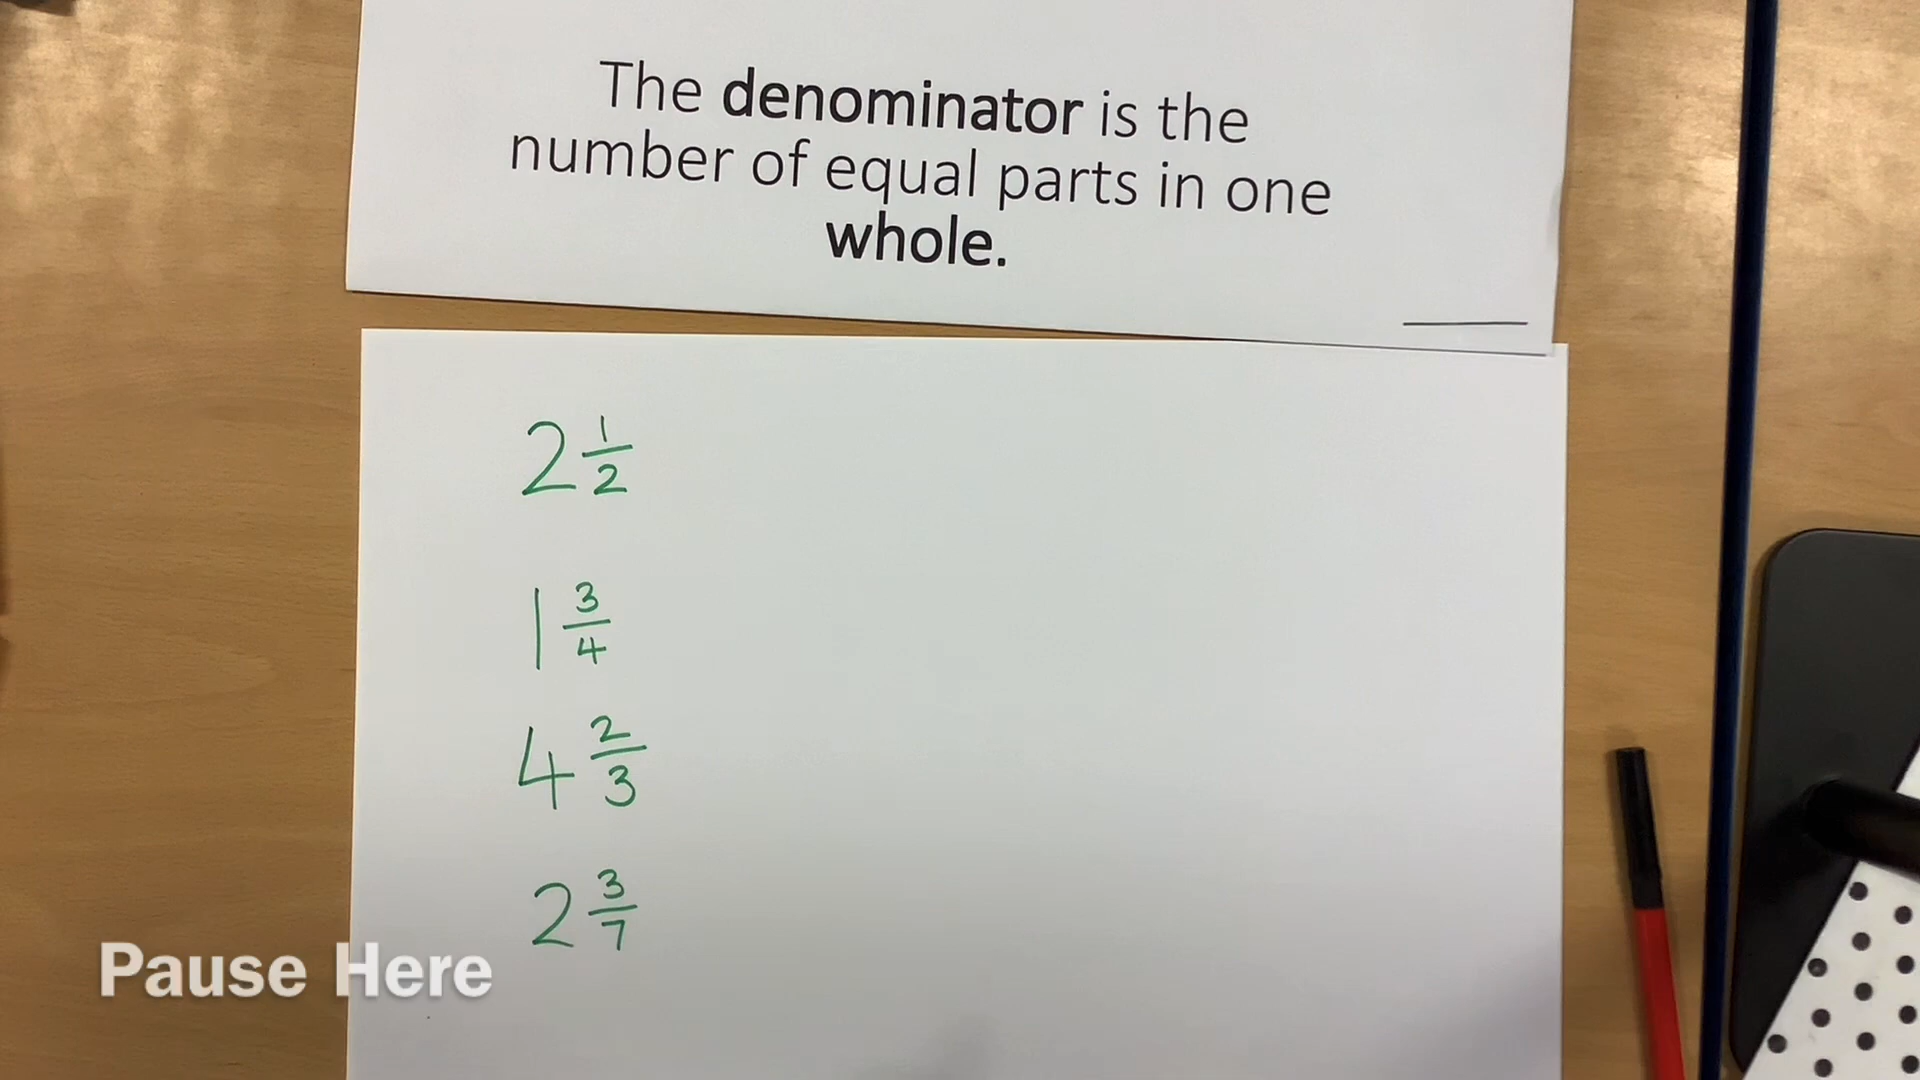 The denominator is the
number of equal parts in one
whole.
2 1/2
1 3/4
4 2/3
2 3/7
Pause Here